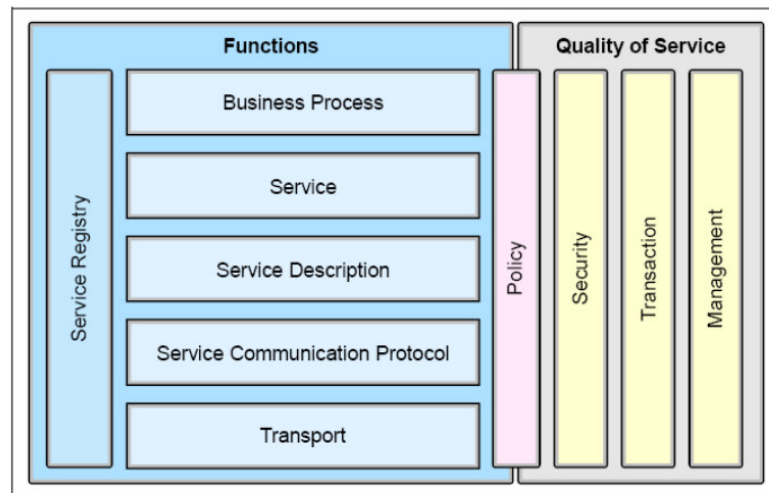 Functions
Quality of Service
Service Registry
Business Process
Service
Service Description
Service Communication Protocol
Transport
Policy
Security
Transaction
Management